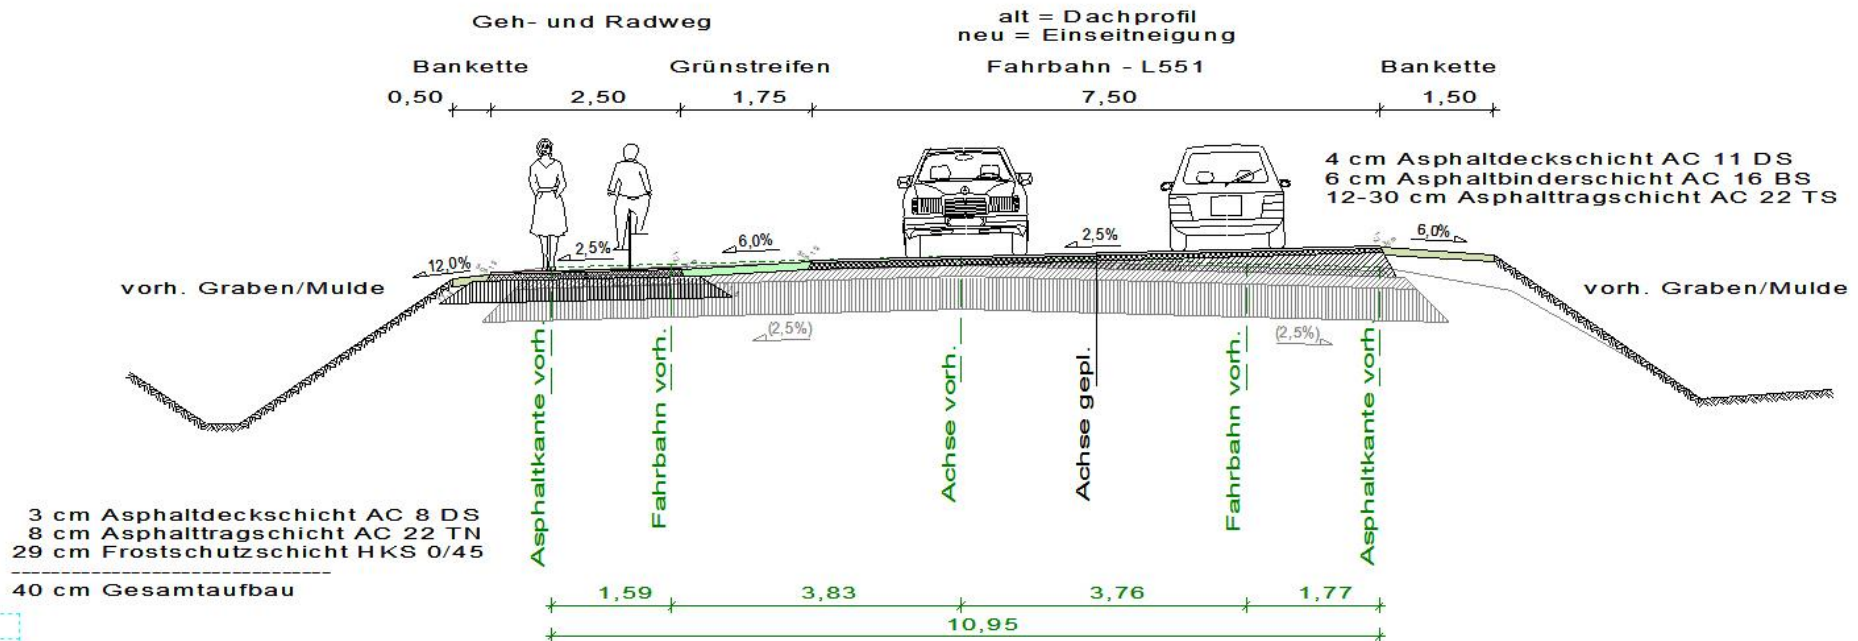 Geh- und Radweg
alt = Dachprofil
neu = Einseitneigung
Bankette
Grünstreifen
Fahrbahn - L551
Bankette
0,50
2,50
1,75
7,50
1,50
4 cm Asphaltdeckschicht AC 11 DS
6 cm Asphaltbinderschicht AC 16 BS
12-30 cm Asphalttragschicht AC 22 TS
12,0%
2,5%
6,0%
2,5%
6,0%
vorh. Graben/Mulde
vorh. Graben/Mulde
(2,5%)
(2,5%)
Asphaltkante vorh.
Fahrbahn vorh.
Achse vorh.
Achse gepl.
Fahrbahn vorh.
Asphaltkante vorh.
3 cm Asphaltdeckschicht AC 8 DS
8 cm Asphalttragschicht AC 22 TN
29 cm Frostschutzschicht HKS 0/45
40 cm Gesamtaufbau
1,59
3,83
3,76
1,77
10,95